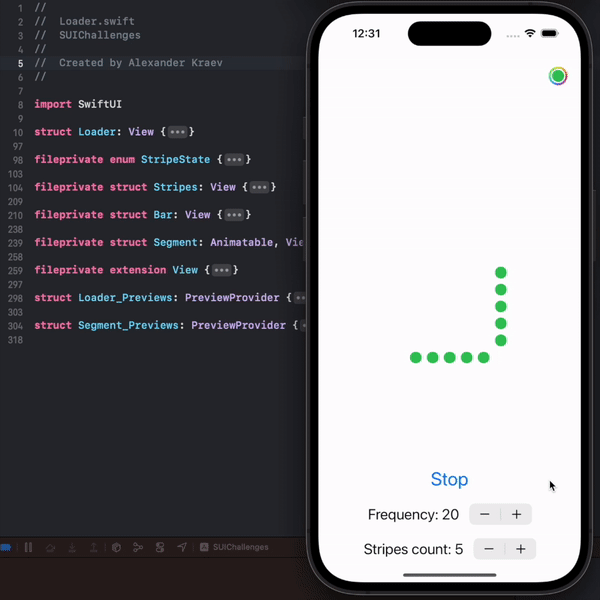 1 //
2 // Loader.swift
3 // SUIChallenges
4 //
5 // Created by Alexander Kraev
6 //
7
8 import SwiftUI
9
10 struct Loader: View {•••}
97
98 fileprivate enum StripeState {•••}
103
104 fileprivate struct Stripes: View {•••}
209
210 fileprivate struct Bar: View {•••}
238
239 fileprivate struct Segment: Animatable, Vie
258
259 fileprivate extension View {•••}
297
298 struct Loader_Previews: PreviewProvider {
303
304 struct Segment_Previews: PreviewProvider {
318
SUIChallenges
12:31
Stop
Frequency: 20 − +
Stripes count: 5 − +